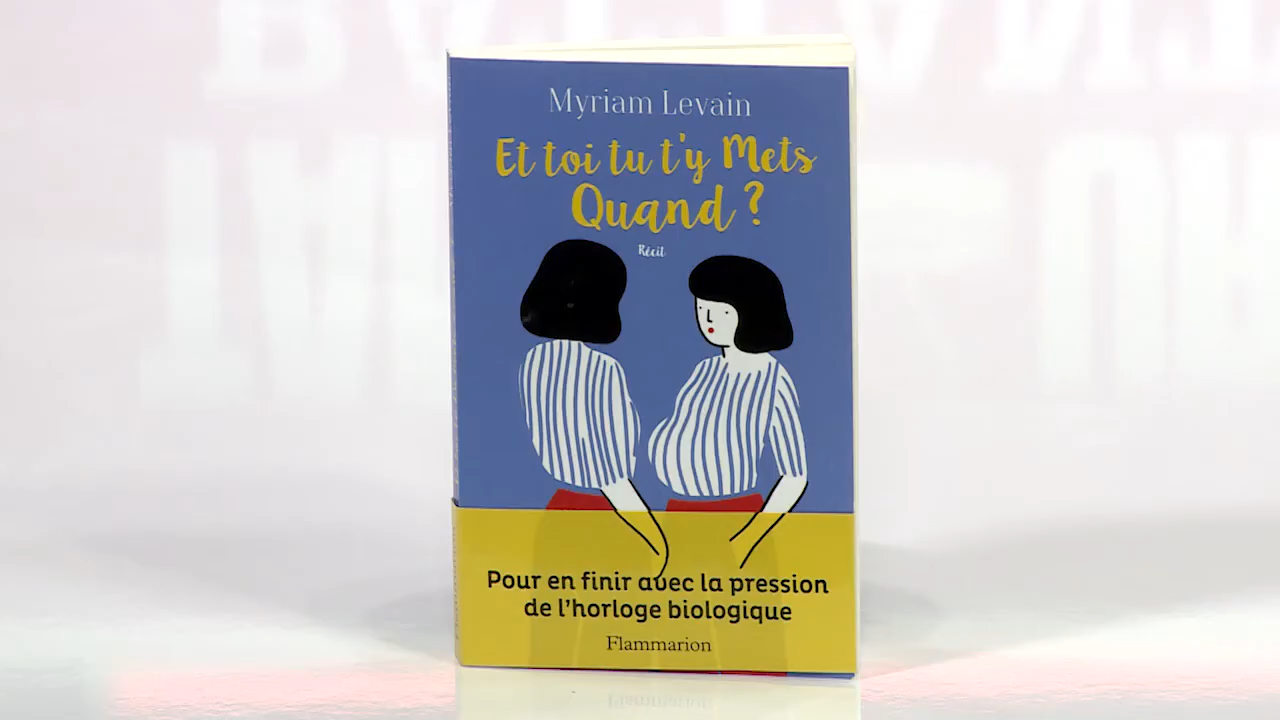 Myriam Levain
Et toi tu t'y Mets
Quand ?
Récit
Pour en finir avec la pression
de l'horloge biologique
Flammarion